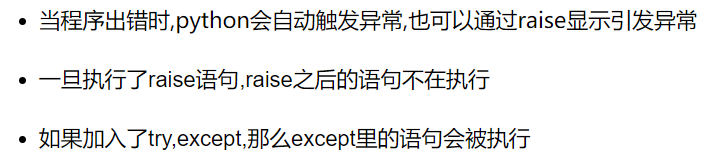 当程序出错时,python会自动触发异常,也可以通过raise显示引发异常
一旦执行了raise语句,raise之后的语句不在执行
如果加入了try,except,那么except里的语句会被执行